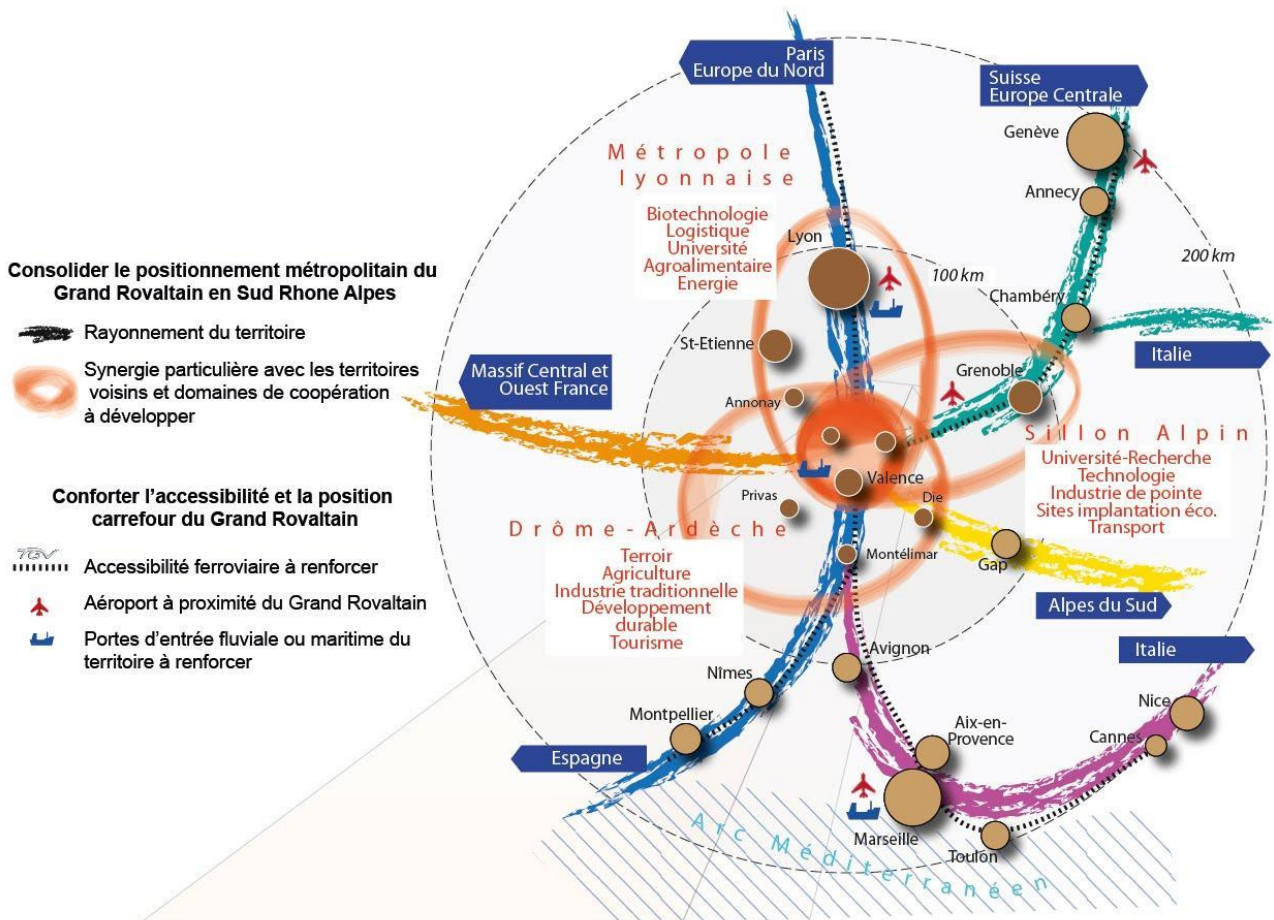 Consolider le positionnement métropolitain du
Grand Rovaltain en Sud Rhone Alpes
Rayonnement du territoire
Synergie particulière avec les territoires
voisins et domaines de coopération
à développer
Conforter l'accessibilité et la position
carrefour du Grand Rovaltain
TGV
Accessibilité ferroviaire à renforcer
Aéroport à proximité du Grand Rovaltain
Portes d'entrée fluviale ou maritime du
territoire à renforcer
Paris
Europe du Nord
Suisse
Europe Centrale
Genève
Annecy
Métropole
lyonnaise
Biotechnologie
Logistique
Université
Agroalimentaire
Energie
Lyon
100 km
200 km
Chambéry
St-Etienne
Massif Central et
Ouest France
Italie
Grenoble
Annonay
Sillon Alpin
Université-Recherche
Technologie
Industrie de pointe
Sites implantation éco.
Transport
Valence
Privas
Die
Drôme-Ardèche
Terroir
Agriculture
Industrie traditionnelle
Développement
durable
Tourisme
Montélimar
Gap
Alpes du Sud
Avignon
Italie
Nîmes
Montpellier
Nice
Cannes
Aix-en-
Provence
Espagne
Marseille
Toulon
Arc Méditerranéen